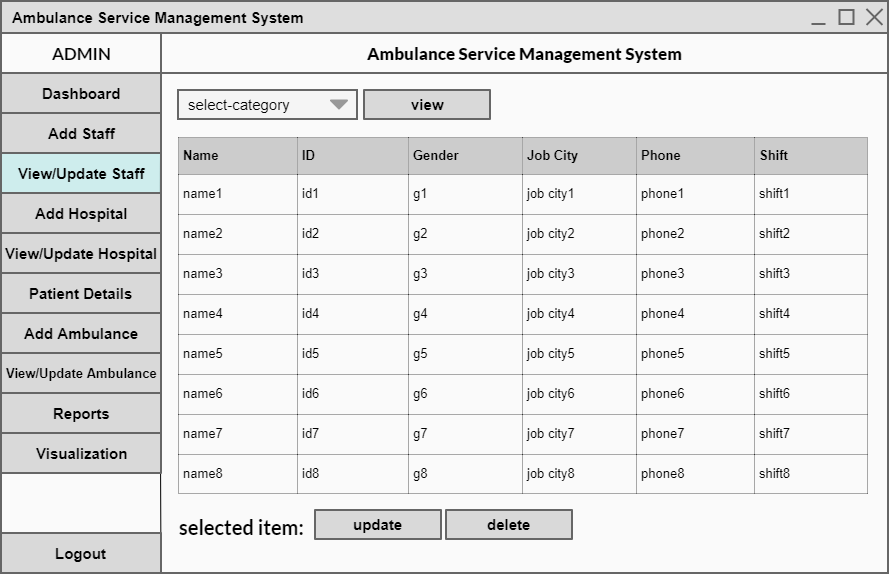 Ambulance Service Management System
ADMIN
Ambulance Service Management System
Dashboard
Add Staff
View/Update Staff
Add Hospital
View/Update Hospital
Patient Details
Add Ambulance
View/Update Ambulance
Reports
Visualization
Logout
select-category view
Name ID Gender Job City Phone Shift
name1 id1 g1 job city1 phone1 shift1
name2 id2 g2 job city2 phone2 shift2
name3 id3 g3 job city3 phone3 shift3
name4 id4 g4 job city4 phone4 shift4
name5 id5 g5 job city5 phone5 shift5
name6 id6 g6 job city6 phone6 shift6
name7 id7 g7 job city7 phone7 shift7
name8 id8 g8 job city8 phone8 shift8
selected item: update delete